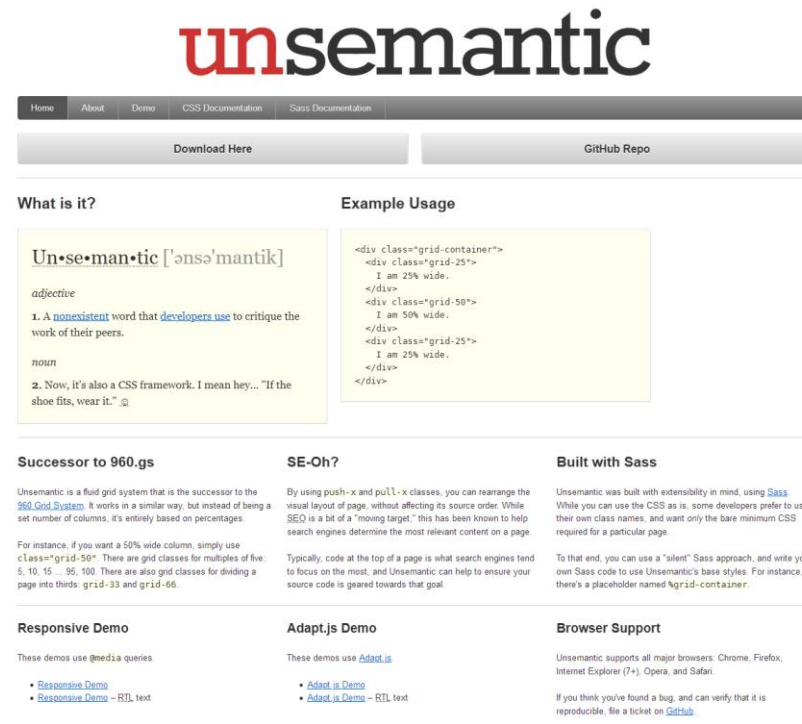 unsemantic
Home About Demo CSS Documentation Sass Documentation
Download Here GitHub Repo
What is it?
Un•se•man•tic ['ənsə'mantik]
adjective
1. A nonexistent word that developers use to critique the
work of their peers.
noun
2. Now, it's also a CSS framework. I mean hey... "If the
shoe fits, wear it." ☺
Example Usage
<div class="grid-container">
<div class="grid-25">
I am 25% wide.
</div>
<div class="grid-50">
I am 50% wide.
</div>
<div class="grid-25">
I am 25% wide.
</div>
</div>
Successor to 960.gs
Unsemantic is a fluid grid system that is the successor to the
960 Grid System. It works in a similar way, but instead of being a
set number of columns, it's entirely based on percentages.
For instance, if you want a 50% wide column, simply use
class="grid-50". There are grid classes for multiples of five:
5, 10, 15 ... 95, 100. There are also grid classes for dividing a
page into thirds: grid-33 and grid-66.
SE-Oh?
By using push-x and pull-x classes, you can rearrange the
visual layout of page, without affecting its source order. While
SEO is a bit of a "moving target," this has been known to help
search engines determine the most relevant content on a page.
Typically, code at the top of a page is what search engines tend
to focus on the most, and Unsemantic can help to ensure your
source code is geared towards that goal.
Built with Sass
Unsemantic was built with extensibility in mind, using Sass.
While you can use the CSS as is, some developers prefer to us
their own class names, and want only the bare minimum CSS
required for a particular page.
To that end, you can use a "silent" Sass approach, and write yo
own Sass code to use Unsemantic's base styles. For instance,
there's a placeholder named %grid-container.
Responsive Demo
These demos use @media queries.
• Responsive Demo
• Responsive Demo – RTL text
Adapt.js Demo
These demos use Adapt.js.
• Adapt.js Demo
• Adapt.js Demo – RTL text
Browser Support
Unsemantic supports all major browsers: Chrome, Firefox,
Internet Explorer (7+), Opera, and Safari.
If you think you've found a bug, and can verify that it is
reproducible, file a ticket on GitHub.